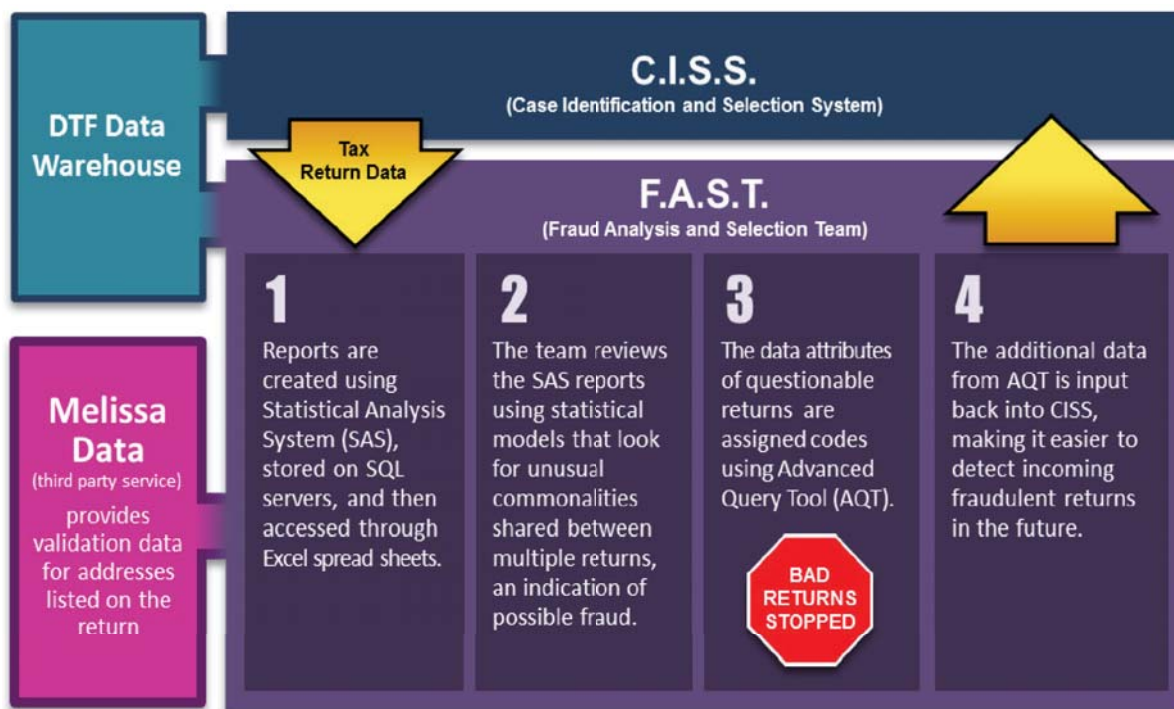 DTF Data
Warehouse
C.I.S.S.
(Case Identification and Selection System)
Tax
Return Data
F.A.S.T.
(Fraud Analysis and Selection Team)
Melissa
Data
(third party service)
provides
validation data
for addresses
listed on the
return
1
Reports are
created using
Statistical Analysis
System (SAS),
stored on SQL
servers, and then
accessed through
Excel spread sheets.
2
The team reviews
the SAS reports
using statistical
models that look
for unusual
commonalities
shared between
multiple returns,
an indication of
possible fraud.
3
The data attributes
of questionable
returns are
assigned codes
using Advanced
Query Tool (AQT).
BAD
RETURNS
STOPPED
4
The additional data
from AQT is input
back into CISS,
making it easier to
detect incoming
fraudulent returns
in the future.